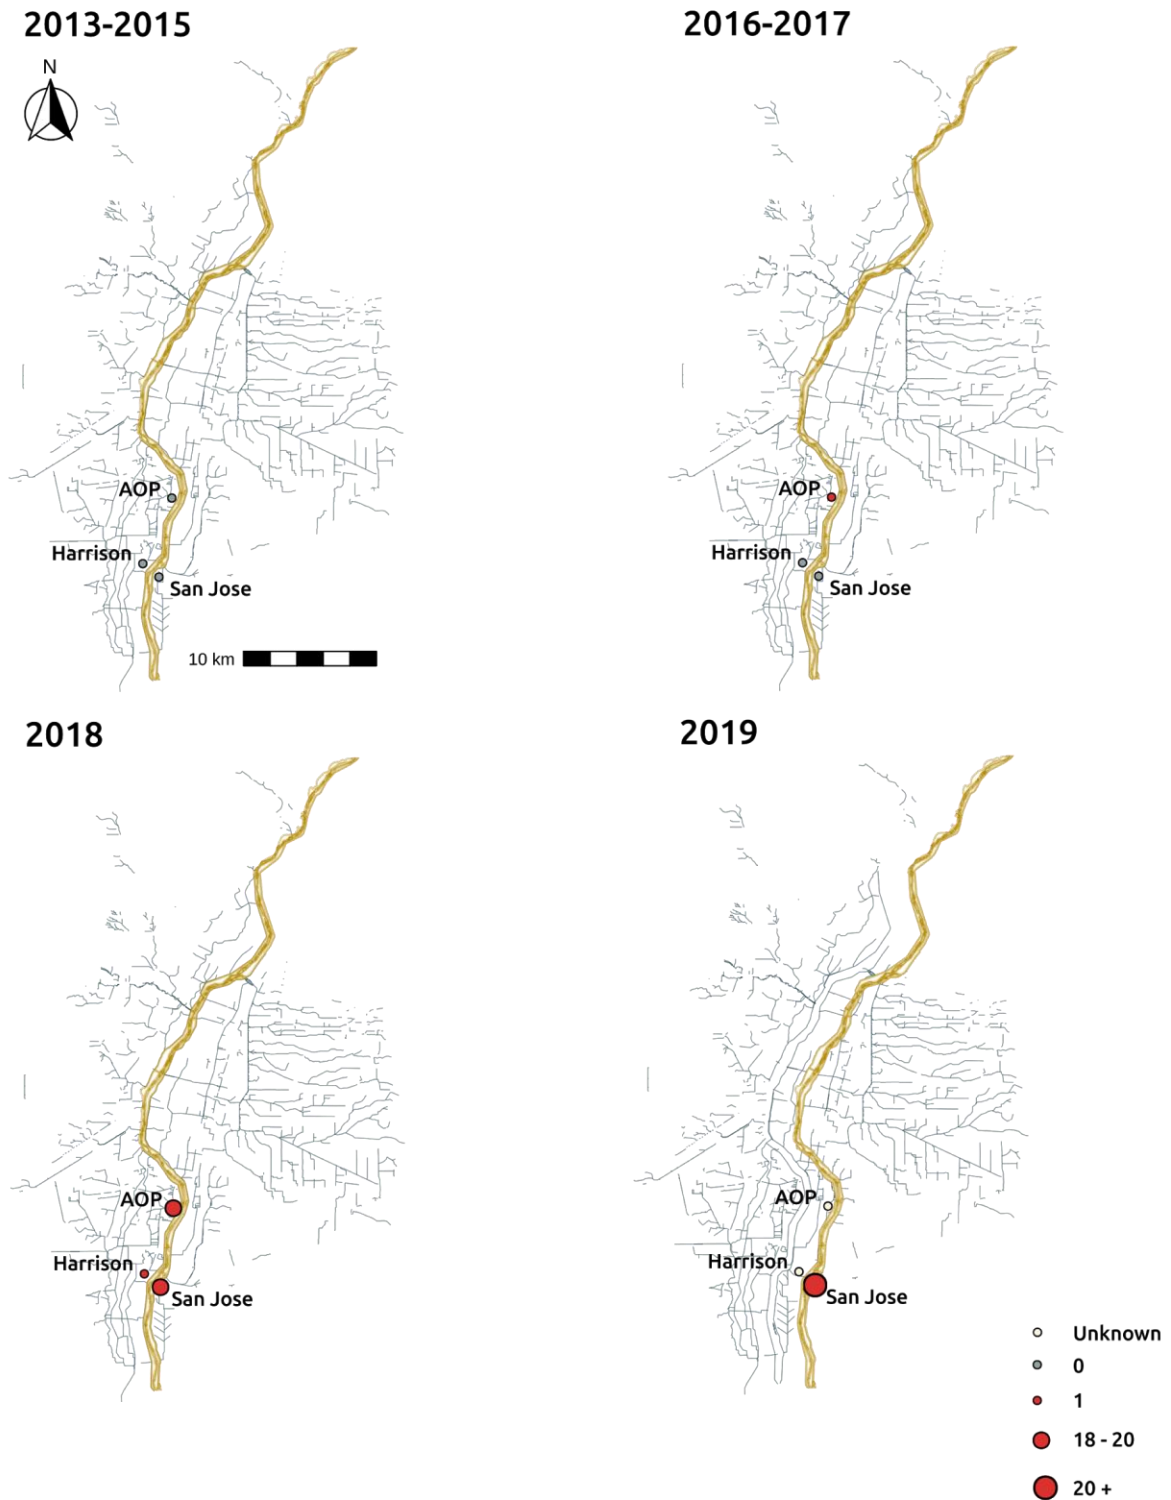 2013-2015
2016-2017
N
AOP
Harrison
San Jose
10 km
AOP
Harrison
San Jose
2018
2019
AOP
Harrison
San Jose
AOP
Harrison
San Jose
Unknown
0
1
18 - 20
20 +